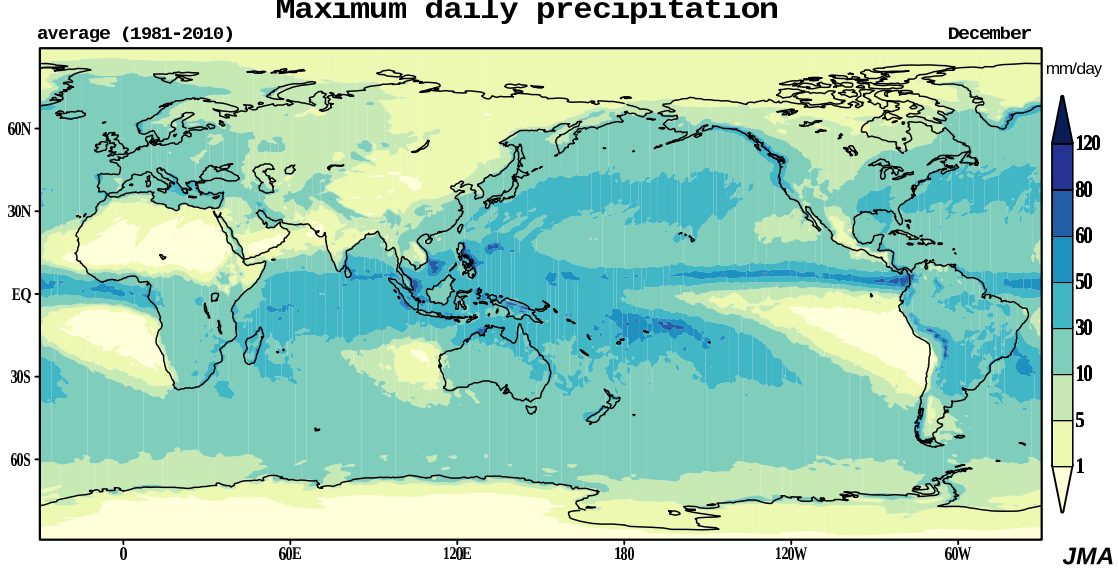 Maximum daily precipitation
average (1981-2010) December
mm/day
120
80
60
50
30
10
5
1
60N
30N
EQ
30S
60S
0 60E 120E 180 120W 60W
JMA